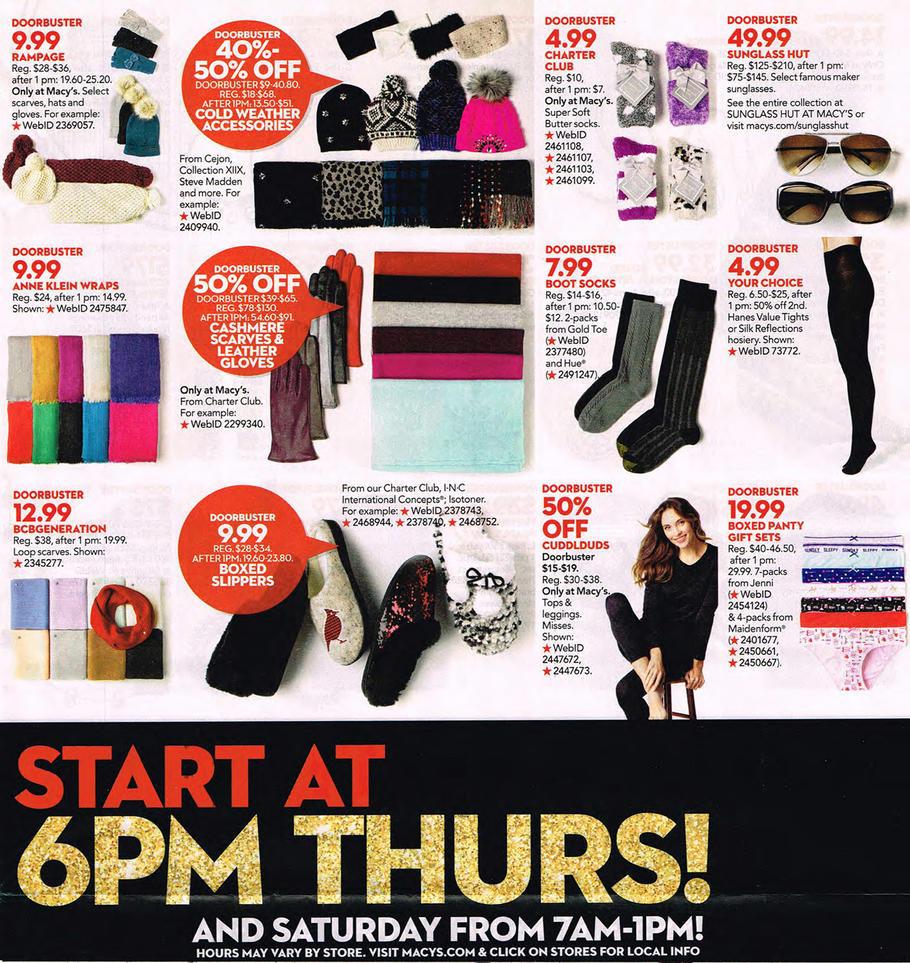 DOORBUSTER
9.99
RAMPAGE
Reg. $28-$36,
after 1 pm: 19.60-25.20.
Only at Macy's. Select
scarves, hats and
gloves. For example:
★ WebID 2369057.
DOORBUSTER
40%-
50% OFF
DOORBUSTER $9-40.80.
REG. $18-$68.
AFTER 1PM: 13.50-$51.
COLD WEATHER
ACCESSORIES
From Cejon,
Collection XIIX,
Steve Madden
and more. For
example:
★ WebID
2409940.
DOORBUSTER
4.99
CHARTER
CLUB
Reg. $10,
after 1 pm: $7.
Only at Macy's.
Super Soft
Butter socks.
★ WebID
2461108,
★ 2461107,
★ 2461103,
★ 2461099.
DOORBUSTER
49.99
SUNGLASS HUT
Reg. $125-$210, after 1 pm:
$75-$145. Select famous maker
sunglasses.
See the entire collection at
SUNGLASS HUT AT MACY'S or
visit macys.com/sunglasshut
DOORBUSTER
9.99
ANNE KLEIN WRAPS
Reg. $24, after 1 pm: 14.99.
Shown: ★ WebID 2475847.
DOORBUSTER
50% OFF
DOORBUSTER $39-$65.
REG. $78-$130.
AFTER 1PM: 54.60-$91.
CASHMERE
SCARVES &
LEATHER
GLOVES
Only at Macy's.
From Charter Club.
For example:
★ WebID 2299340.
DOORBUSTER
7.99
BOOT SOCKS
Reg. $14-$16,
after 1 pm: 10.50-
$12. 2-packs
from Gold Toe
(★ WebID
2377480)
and Hue®
(★ 2491247).
DOORBUSTER
4.99
YOUR CHOICE
Reg. 6.50-$25, after
1 pm: 50% off 2nd.
Hanes Value Tights
or Silk Reflections
hosiery. Shown:
★ WebID 73772.
DOORBUSTER
12.99
BCBGENERATION
Reg. $38, after 1 pm: 19.99.
Loop scarves. Shown:
★ 2345277.
DOORBUSTER
9.99
REG. $28-$34.
AFTER 1PM: 19.60-23.80.
BOXED
SLIPPERS
From our Charter Club, I·N·C
International Concepts®; Isotoner.
For example: ★ WebID 2378743,
★ 2468944, ★ 2378740, ★ 2468752.
DOORBUSTER
50%
OFF
CUDDLDUDS
Doorbuster
$15-$19.
Reg. $30-$38.
Only at Macy's.
Tops &
leggings.
Misses.
Shown:
★ WebID
2447672,
★ 2447673.
DOORBUSTER
19.99
BOXED PANTY
GIFT SETS
Reg. $40-46.50,
after 1 pm:
29.99. 7-packs
from Jenni
(★ WebID
2454124)
& 4-packs from
Maidenform®
(★ 2401677,
★ 2450661,
★ 2450667).
SUNDAY SLEEPY SUNDAY SLEEPY
START AT
6PM THURS!
AND SATURDAY FROM 7AM-1PM!
HOURS MAY VARY BY STORE. VISIT MACYS.COM & CLICK ON STORES FOR LOCAL INFO